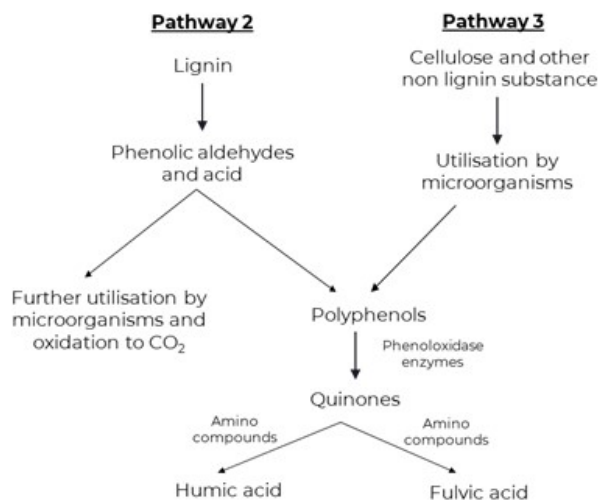 Pathway 2
Pathway 3
Lignin
Cellulose and other
non lignin substance
Phenolic aldehydes
and acid
Utilisation by
microorganisms
Further utilisation by
microorganisms and
oxidation to CO₂
Polyphenols
Phenoloxidase
enzymes
Quinones
Amino
compounds
Amino
compounds
Humic acid
Fulvic acid